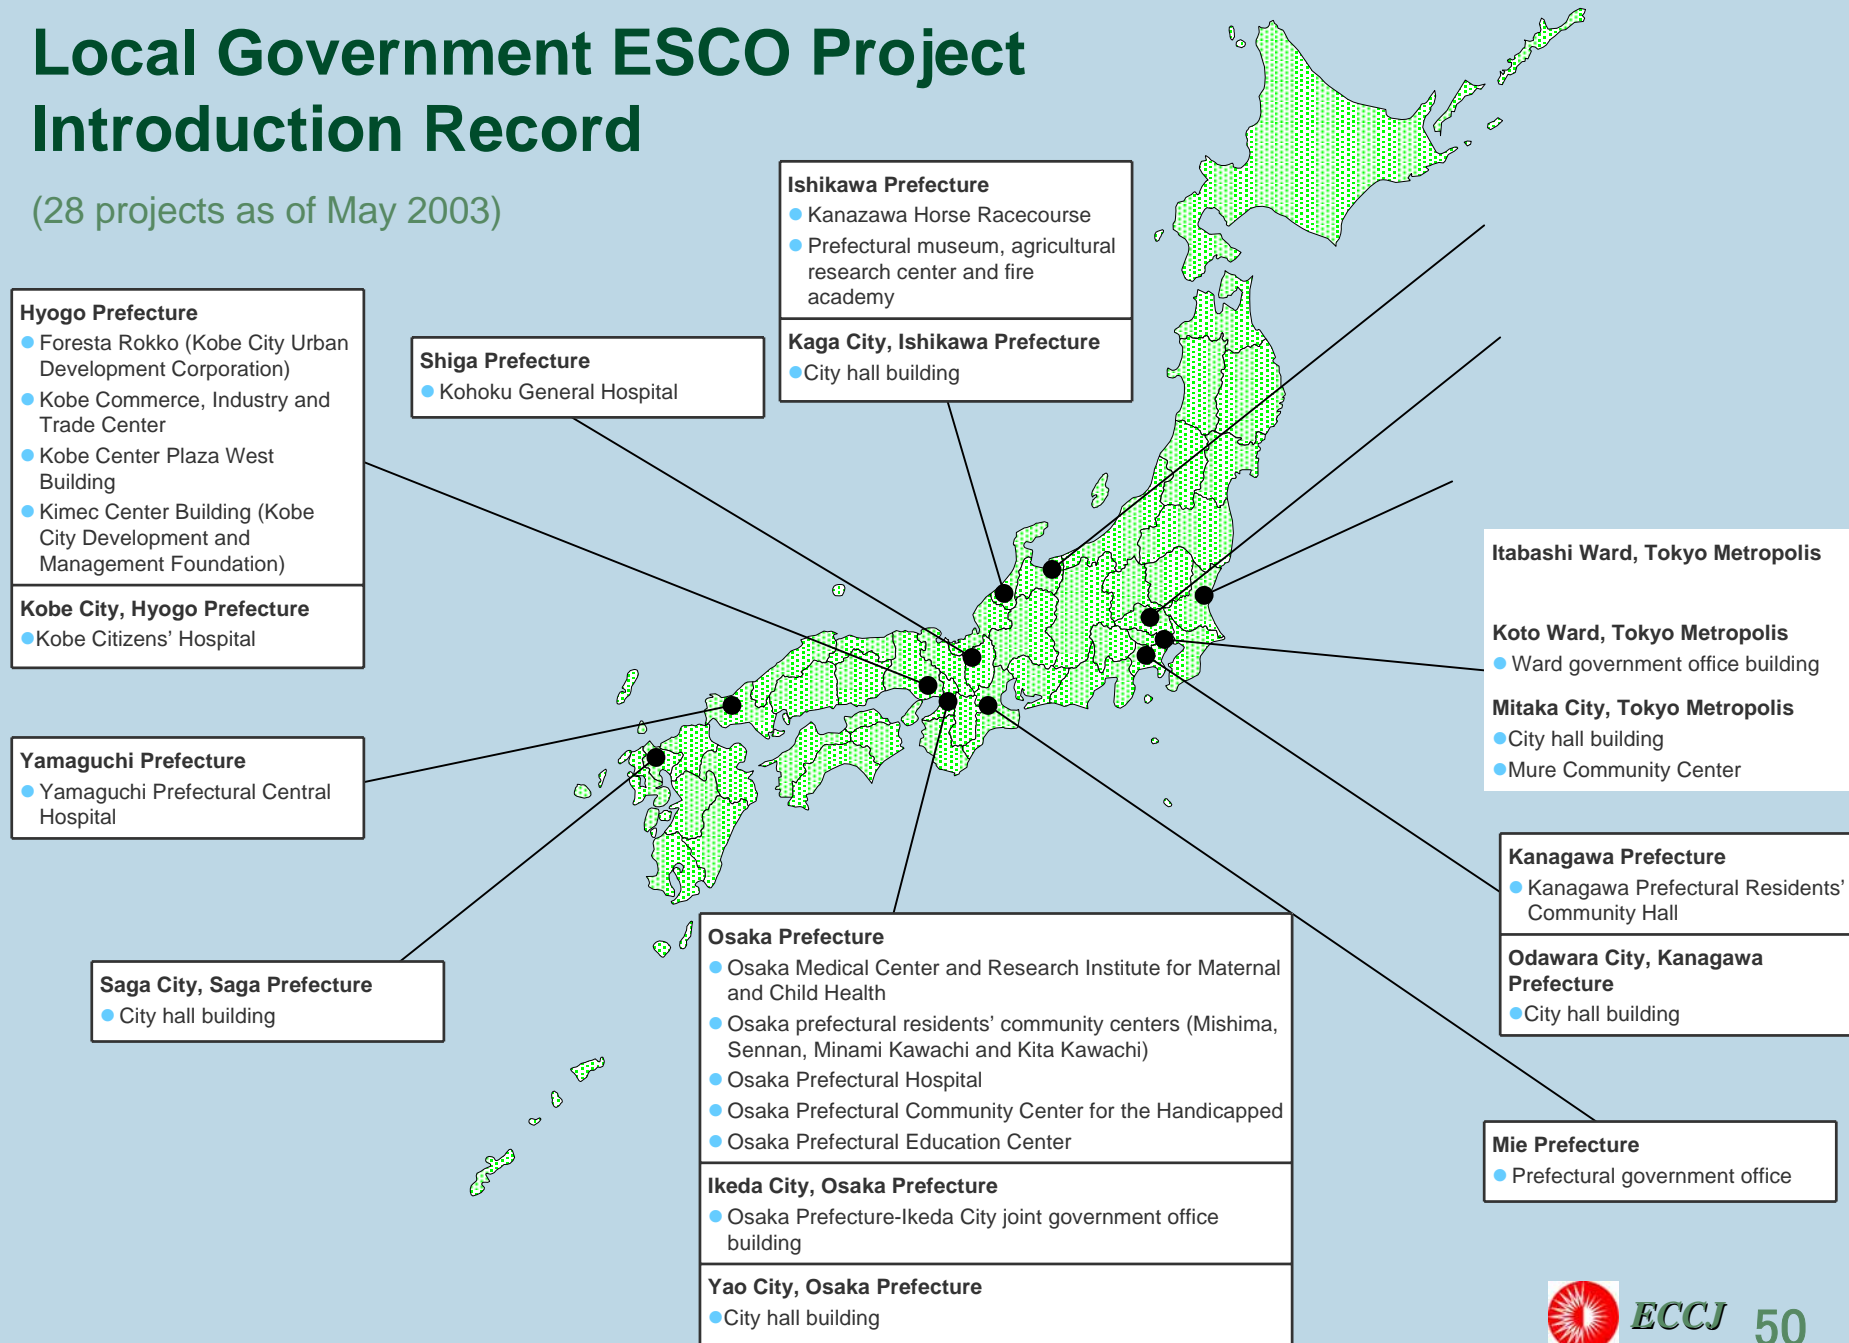 Local Government ESCO Project
Introduction Record
(28 projects as of May 2003)
Ishikawa Prefecture
Kanazawa Horse Racecourse
Prefectural museum, agricultural
research center and fire
academy
Kaga City, Ishikawa Prefecture
City hall building
Hyogo Prefecture
Foresta Rokko (Kobe City Urban
Development Corporation)
Kobe Commerce, Industry and
Trade Center
Kobe Center Plaza West
Building
Kimec Center Building (Kobe
City Development and
Management Foundation)
Kobe City, Hyogo Prefecture
Kobe Citizens’ Hospital
Shiga Prefecture
Kohoku General Hospital
Itabashi Ward, Tokyo Metropolis
Koto Ward, Tokyo Metropolis
Ward government office building
Mitaka City, Tokyo Metropolis
City hall building
Mure Community Center
Yamaguchi Prefecture
Yamaguchi Prefectural Central
Hospital
Kanagawa Prefecture
Kanagawa Prefectural Residents’
Community Hall
Odawara City, Kanagawa
Prefecture
City hall building
Saga City, Saga Prefecture
City hall building
Osaka Prefecture
Osaka Medical Center and Research Institute for Maternal
and Child Health
Osaka prefectural residents’ community centers (Mishima,
Sennan, Minami Kawachi and Kita Kawachi)
Osaka Prefectural Hospital
Osaka Prefectural Community Center for the Handicapped
Osaka Prefectural Education Center
Ikeda City, Osaka Prefecture
Osaka Prefecture-Ikeda City joint government office
building
Yao City, Osaka Prefecture
City hall building
Mie Prefecture
Prefectural government office
ECCJ
50